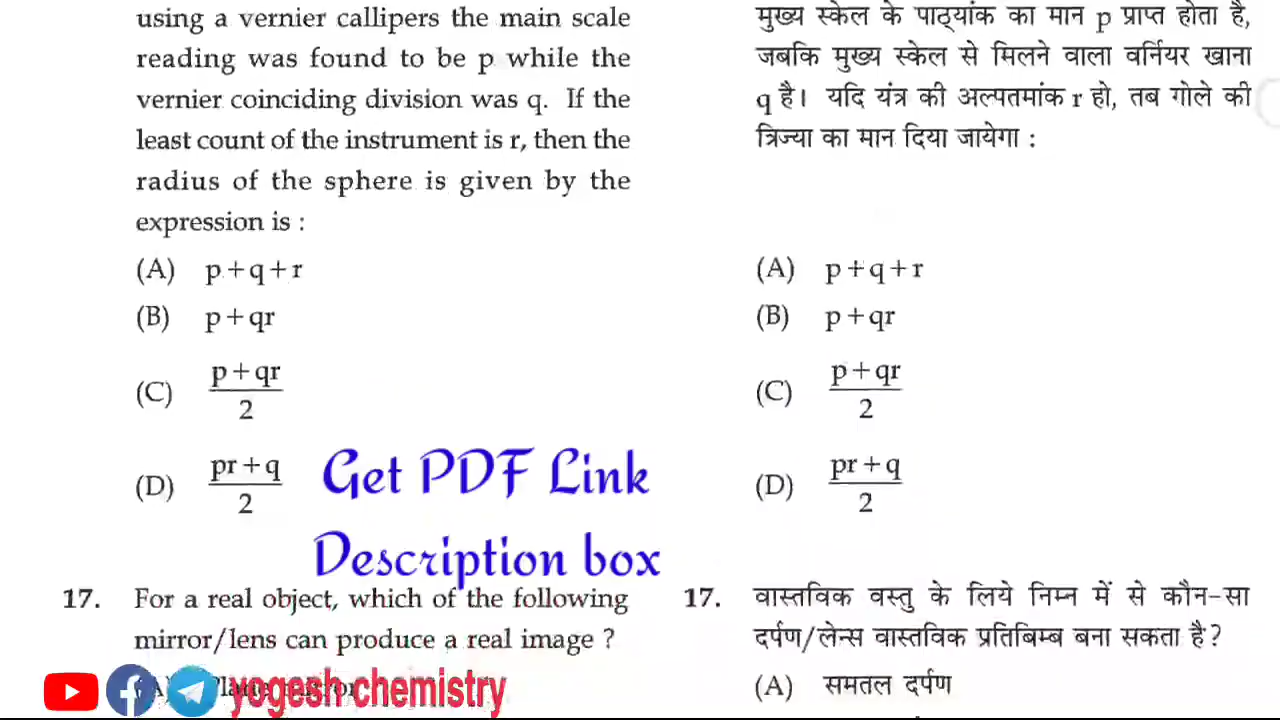 using a vernier callipers the main scale
reading was found to be p while the
vernier coinciding division was q. If the
least count of the instrument is r, then the
radius of the sphere is given by the
expression is :
(A) p+q+r
(B) p+qr
(C) p+qr
2
(D) pr+q
2
Get PDF Link
Description box
17. For a real object, which of the following
mirror/lens can produce a real image ?
yogesh chemistry
मुख्य स्केल के पाठ्यांक का मान p प्राप्त होता है,
जबकि मुख्य स्केल से मिलने वाला वर्नियर खाना
q है। यदि यंत्र की अल्पतमांक r हो, तब गोले की
त्रिज्या का मान दिया जायेगा :
(A) p+q+r
(B) p+qr
(C) p+qr
2
(D) pr+q
2
17. वास्तविक वस्तु के लिये निम्न में से कौन-सा
दर्पण/लेन्स वास्तविक प्रतिबिम्ब बना सकता है?
(A) समतल दर्पण